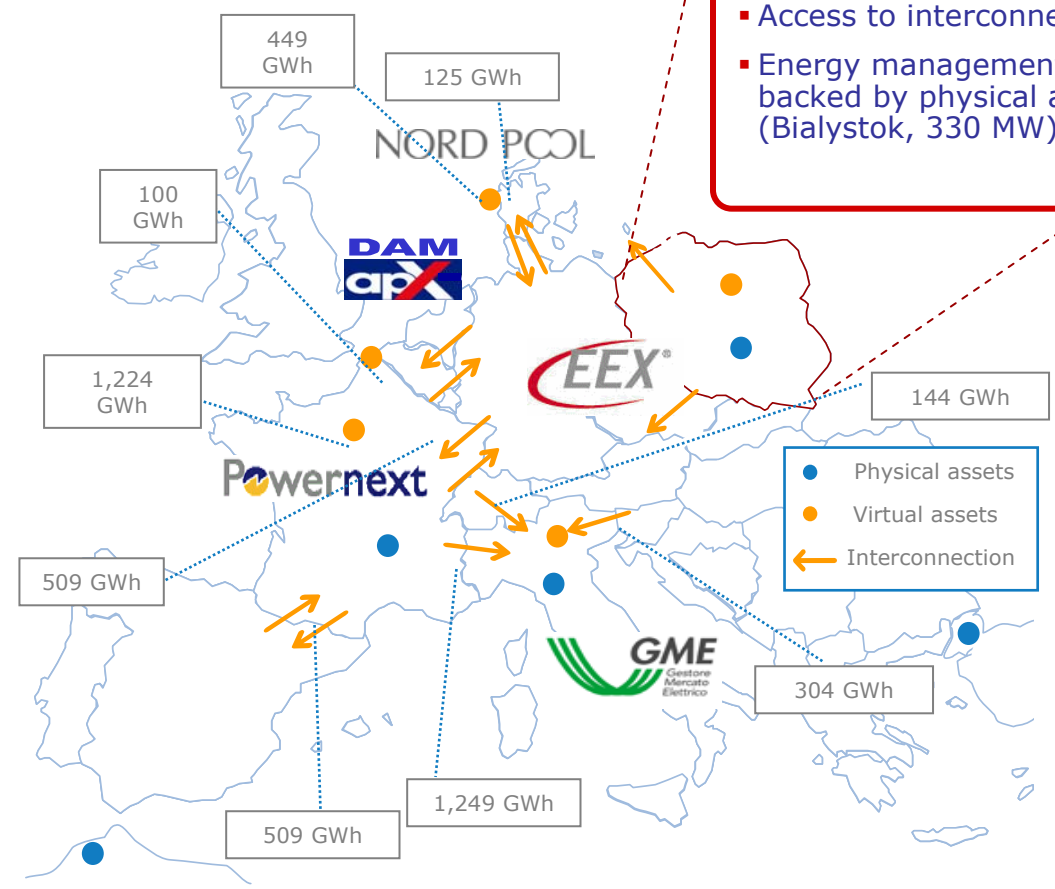 Access to
Energy
backed by physical
(Bialystok, 330 MW)
449
GWh
125 GWh
NORD POOL
100
GWh
DAM
apX
EEX®
1,224
GWh
144 GWh
Powernext
Physical assets
Virtual assets
Interconnection
509 GWh
GME
Gestore
Mercato
Elettrico
304 GWh
1,249 GWh
509 GWh